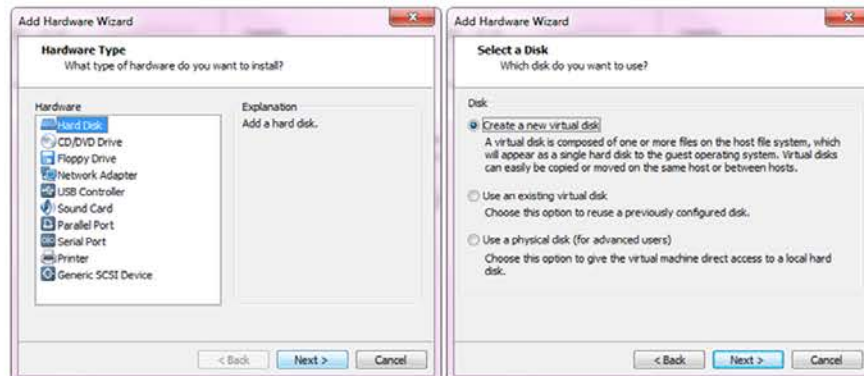 Add Hardware Wizard
Hardware Type
What type of hardware do you want to install?
Hardware
Hard Disk
CD/DVD Drive
Floppy Drive
Network Adapter
USB Controller
Sound Card
Parallel Port
Serial Port
Printer
Generic SCSI Device
Explanation
Add a hard disk.
< Back
Next >
Cancel
Add Hardware Wizard
Select a Disk
Which disk do you want to use?
Disk
Create a new virtual disk
A virtual disk is composed of one or more files on the host file system, which
will appear as a single hard disk to the guest operating system. Virtual disks
can easily be copied or moved on the same host or between hosts.
Use an existing virtual disk
Choose this option to reuse a previously configured disk.
Use a physical disk (for advanced users)
Choose this option to give the virtual machine direct access to a local hard
disk.
< Back
Next >
Cancel